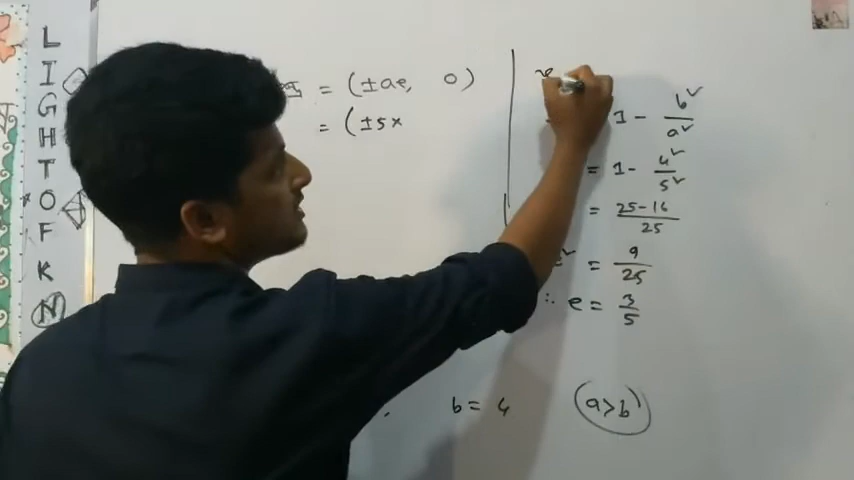 L
I
G
H
T
O
F
K
N
= (±ae, 0)
= (±5×
e
1 - b²/a²
= 1 - 4²/5²
= 25-16/25
= 9/25
∴ e = 3/5
b = 4 (a>b)